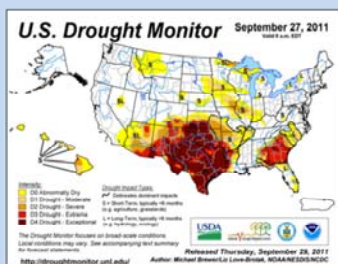 U.S. Drought Monitor
September 27, 2011
Valid 8 a.m. EDT
Intensity:
D0 Abnormally Dry
D1 Drought - Moderate
D2 Drought - Severe
D3 Drought - Extreme
D4 Drought - Exceptional
Drought Impact Types:
Delineates dominant impacts
S = Short-Term, typically <6 months
(e.g. agriculture, grasslands)
L = Long-Term, typically >6 months
(e.g. hydrology, ecology)
The Drought Monitor focuses on broad-scale conditions.
Local conditions may vary. See accompanying text summary
for forecast statements.
USDA
http://droughtmonitor.unl.edu/
Released Thursday, September 29, 2011
Author: Michael Brewer/Liz Love-Brotak, NOAA/NESDIS/NCDC